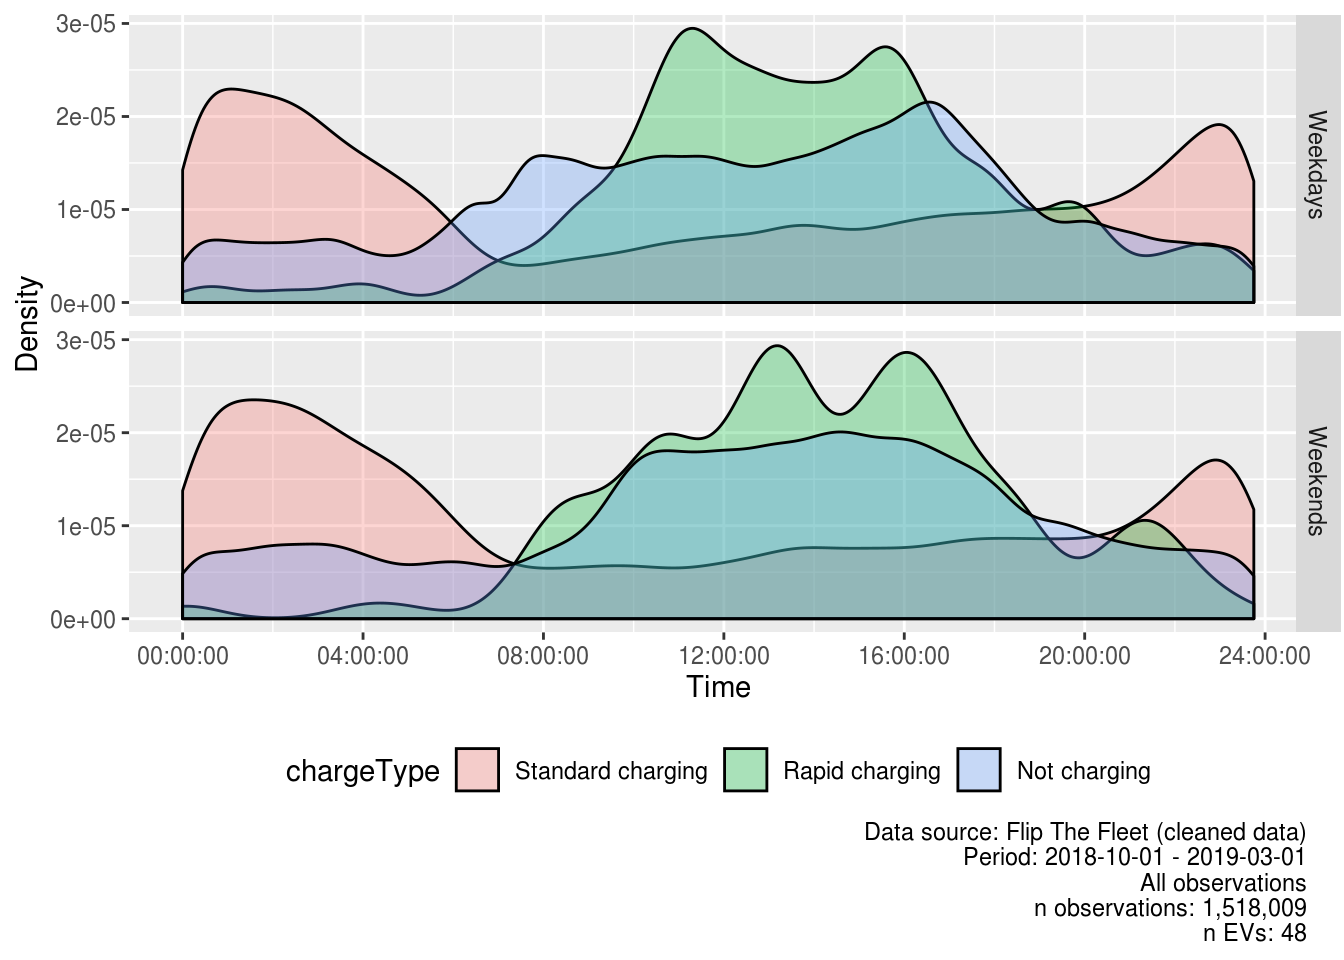 3e-05
2e-05
1e-05
0e+00
Weekdays
Density
3e-05
2e-05
1e-05
0e+00
Weekends
00:00:00 04:00:00 08:00:00 12:00:00 16:00:00 20:00:00 24:00:00
Time
chargeType Standard charging Rapid charging Not charging
Data source: Flip The Fleet (cleaned data)
Period: 2018-10-01 - 2019-03-01
All observations
n observations: 1,518,009
n EVs: 48